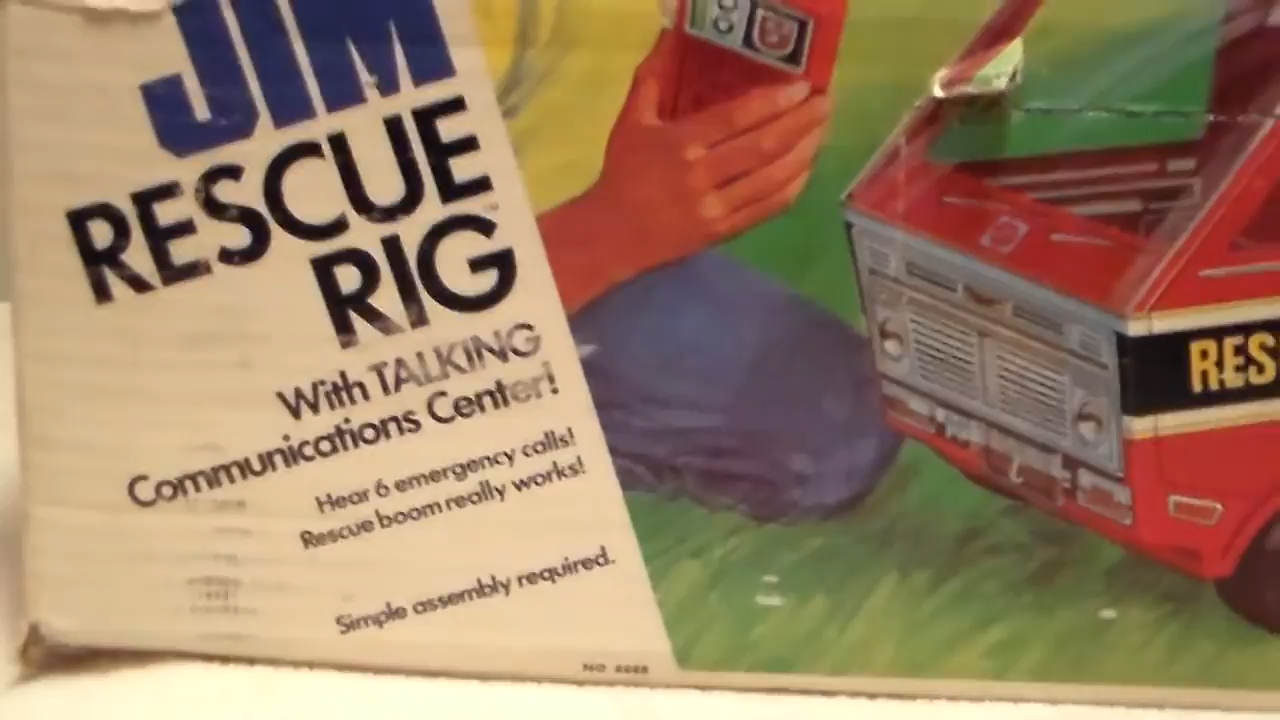 JIM
RESCUE
RIG
With TALKING
Communications Center!
Hear 6 emergency calls!
Rescue boom really works!
Simple assembly required.
RES
NO